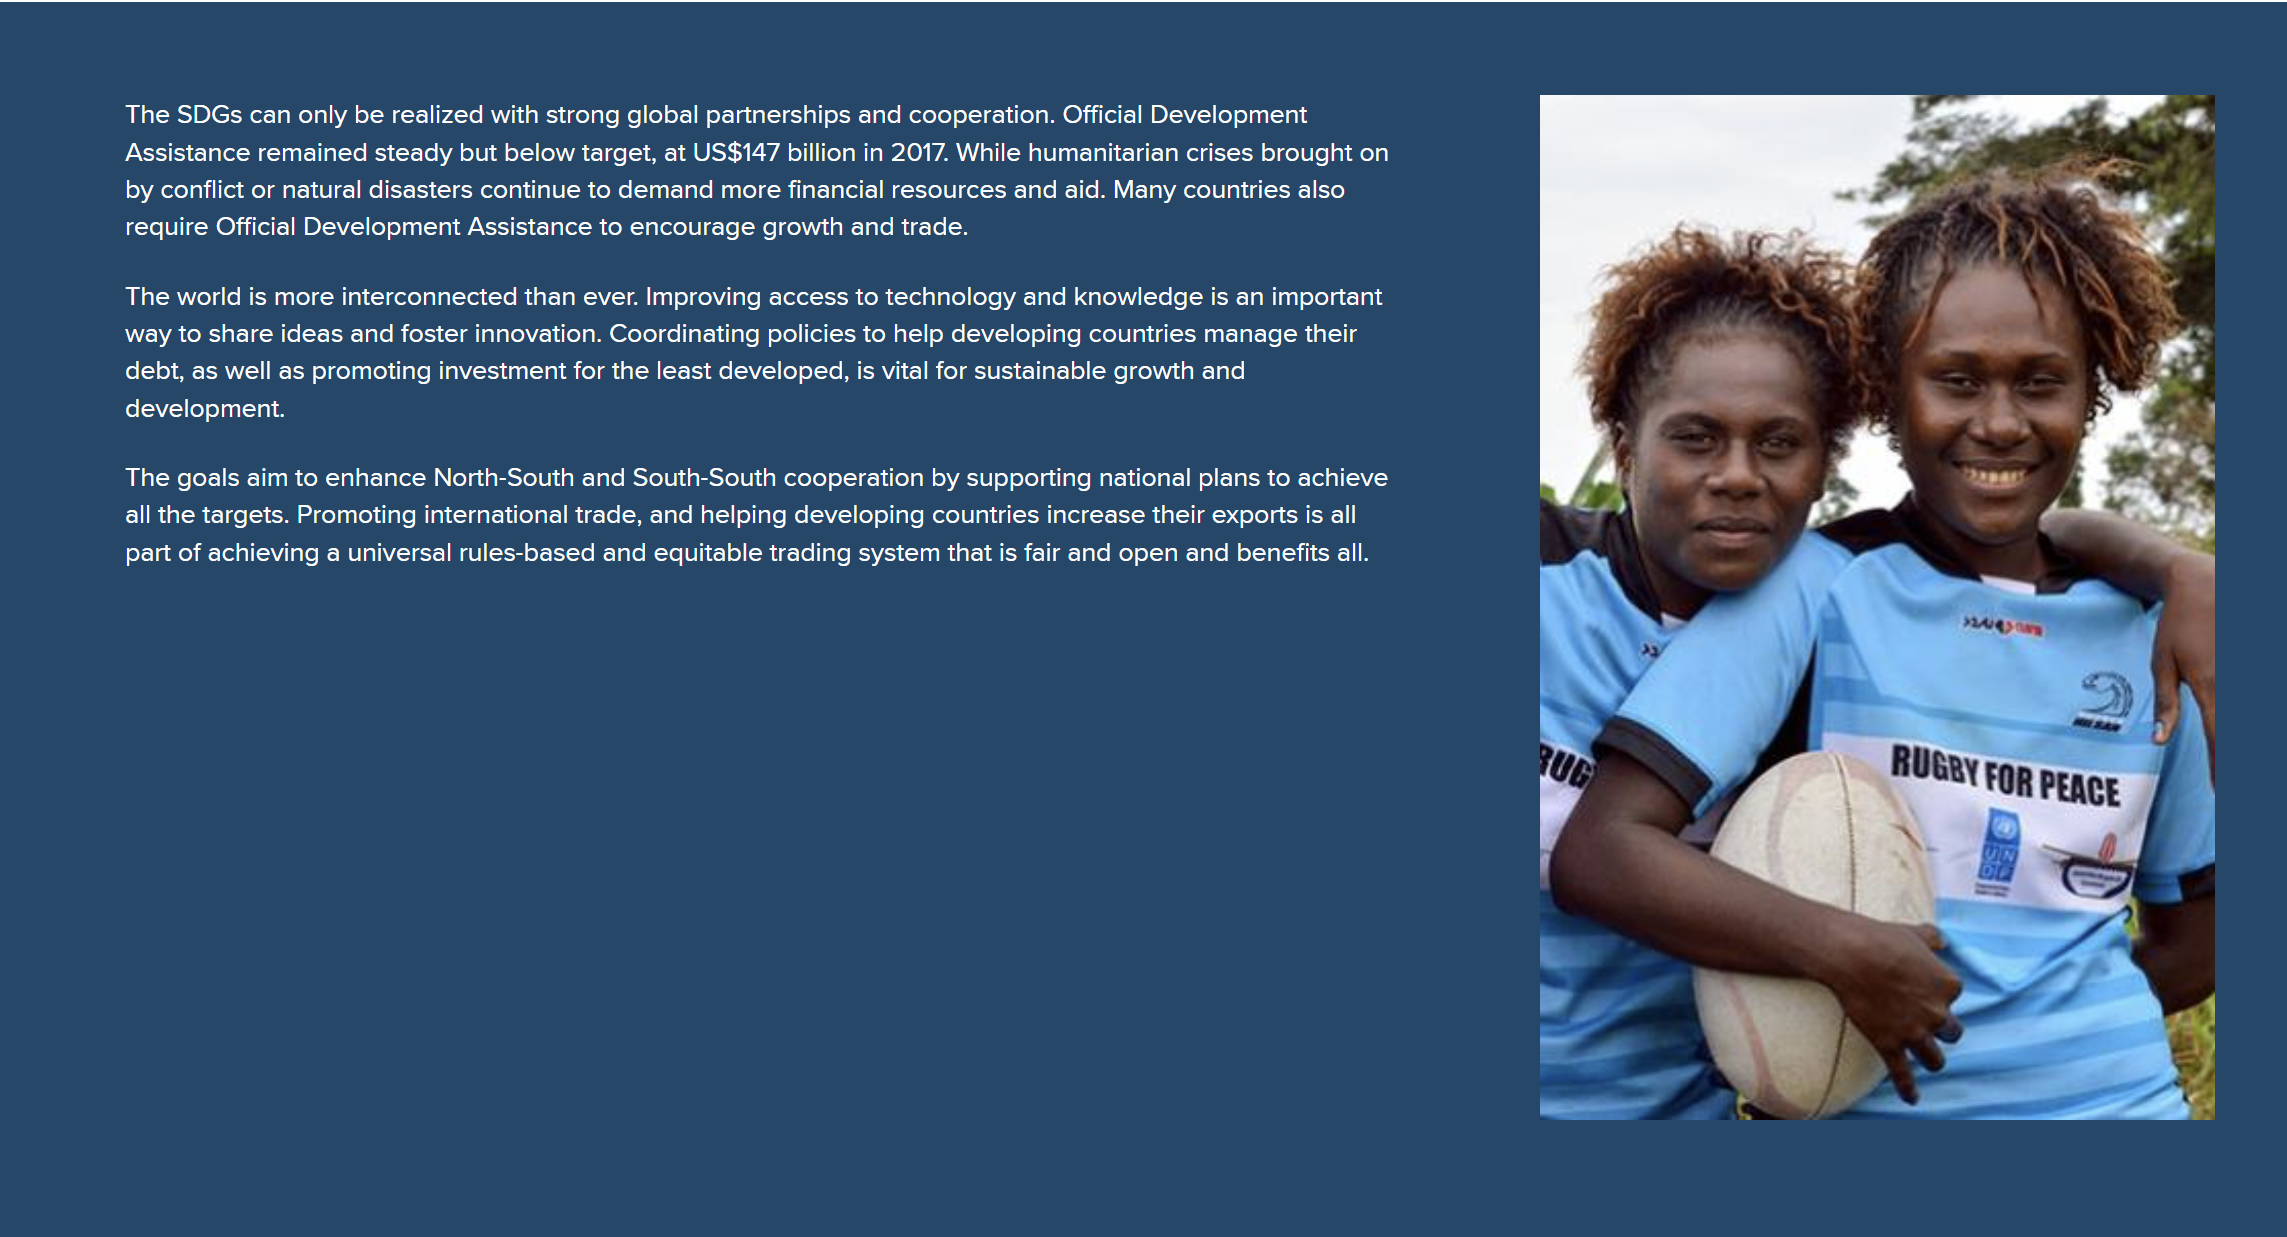 The SDGs can only be realized with strong global partnerships and cooperation. Official Development
Assistance remained steady but below target, at US$147 billion in 2017. While humanitarian crises brought on
by conflict or natural disasters continue to demand more financial resources and aid. Many countries also
require Official Development Assistance to encourage growth and trade.
The world is more interconnected than ever. Improving access to technology and knowledge is an important
way to share ideas and foster innovation. Coordinating policies to help developing countries manage their
debt, as well as promoting investment for the least developed, is vital for sustainable growth and
development.
The goals aim to enhance North-South and South-South cooperation by supporting national plans to achieve
all the targets. Promoting international trade, and helping developing countries increase their exports is all
part of achieving a universal rules-based and equitable trading system that is fair and open and benefits all.
RUG
RUGBY FOR PEACE
U N
D P